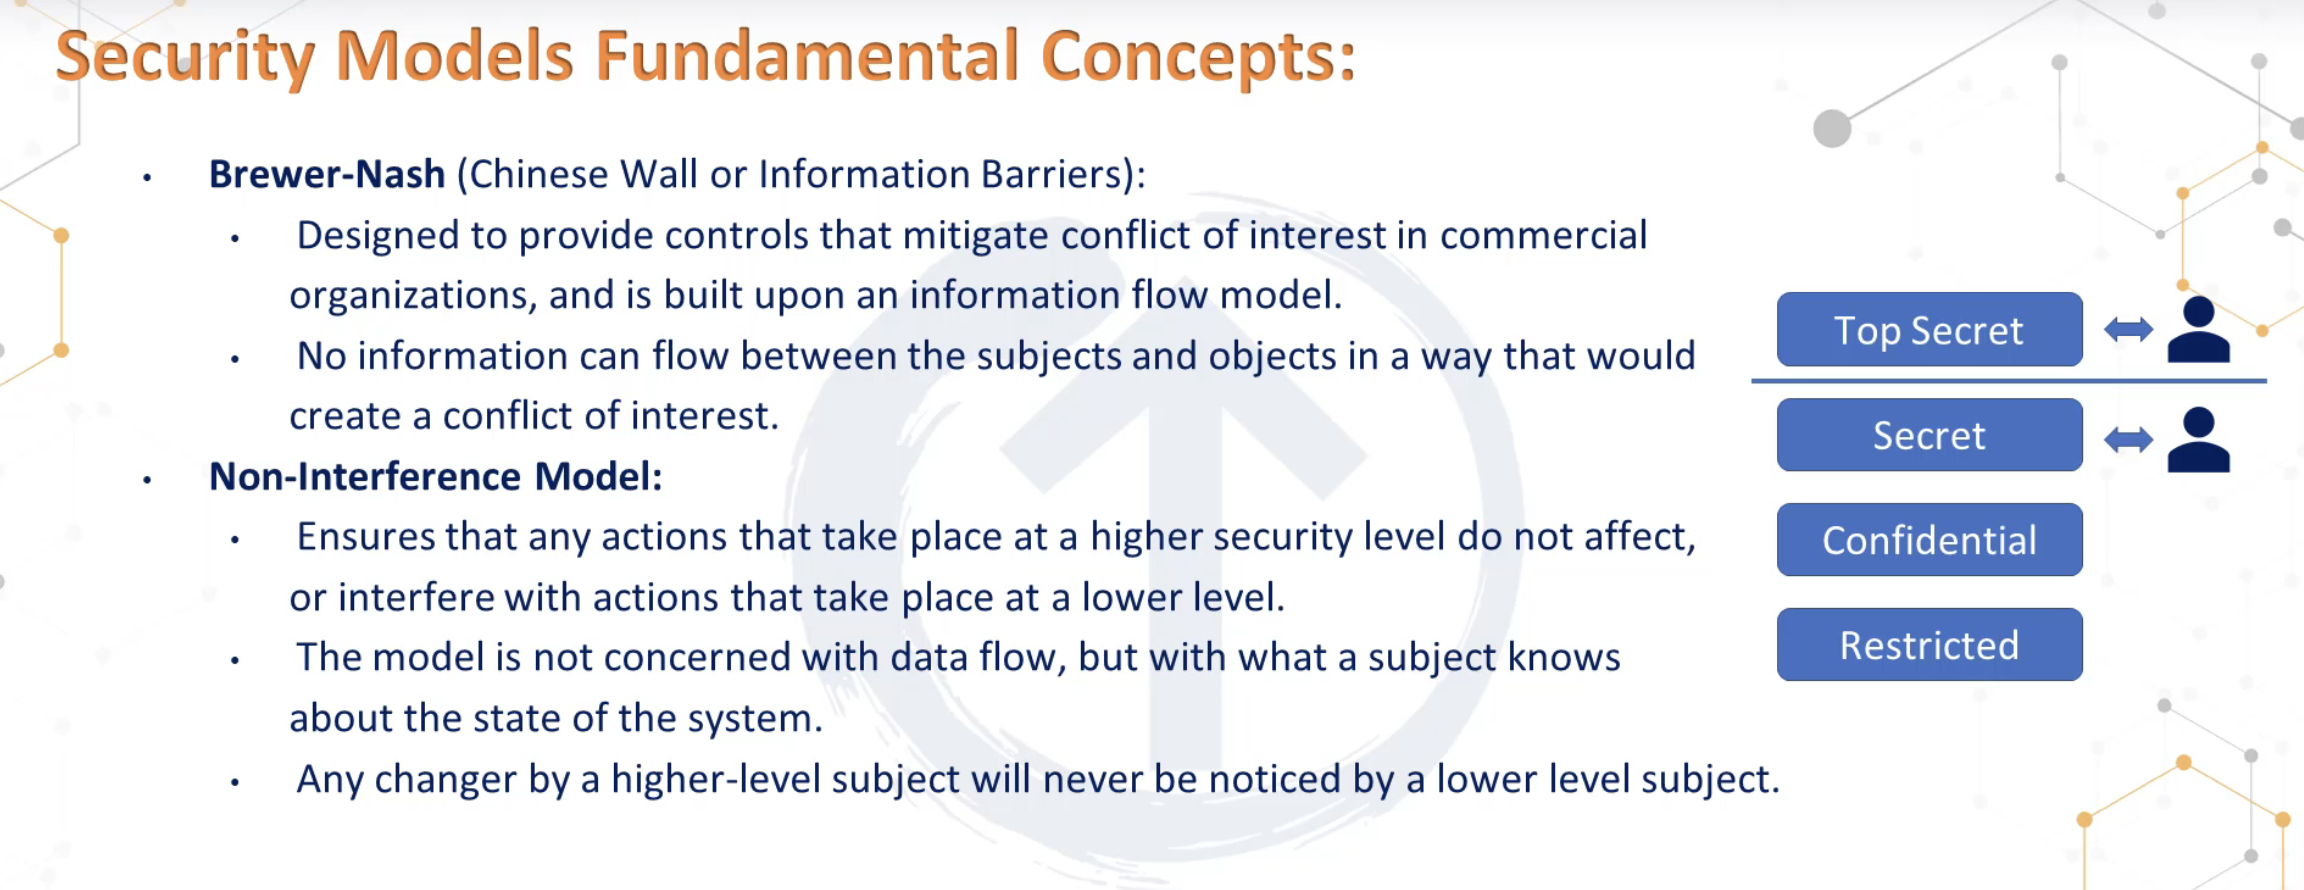 Security Models Fundamental Concepts:
• Brewer-Nash (Chinese Wall or Information Barriers):
• Designed to provide controls that mitigate conflict of interest in commercial
organizations, and is built upon an information flow model.
• No information can flow between the subjects and objects in a way that would
create a conflict of interest.
• Non-Interference Model:
• Ensures that any actions that take place at a higher security level do not affect,
or interfere with actions that take place at a lower level.
• The model is not concerned with data flow, but with what a subject knows
about the state of the system.
• Any changer by a higher-level subject will never be noticed by a lower level subject.
Top Secret
Secret
Confidential
Restricted